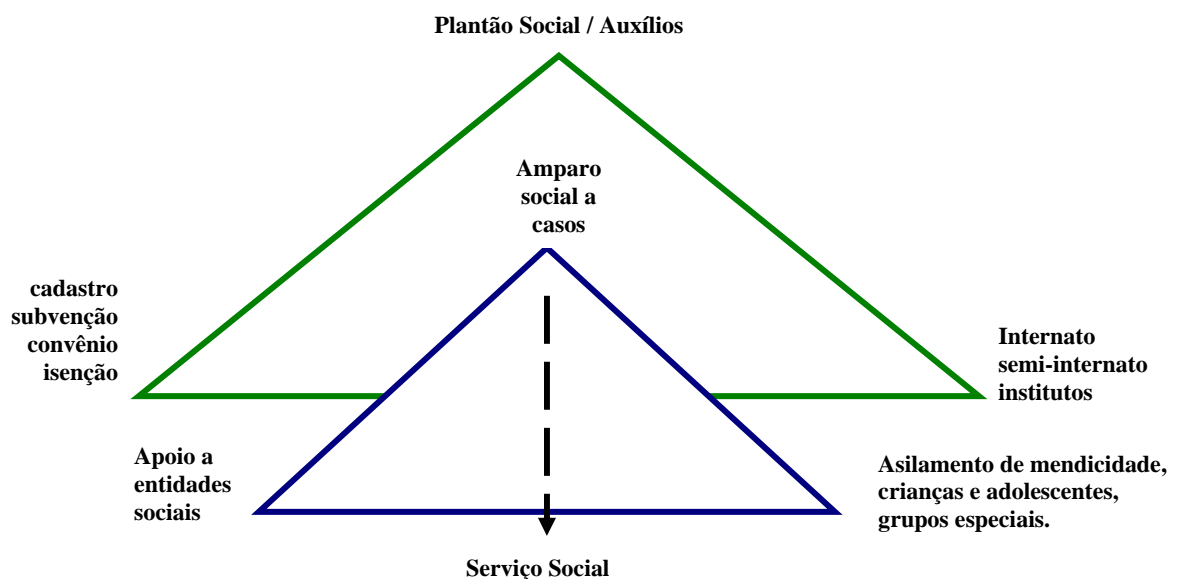 Plantão Social / Auxílios
Amparo
social a
casos
cadastro
subvenção
convênio
isenção
Internato
semi-internato
institutos
Apoio a
entidades
sociais
Asilamento de mendicidade,
crianças e adolescentes,
grupos especiais.
Serviço Social